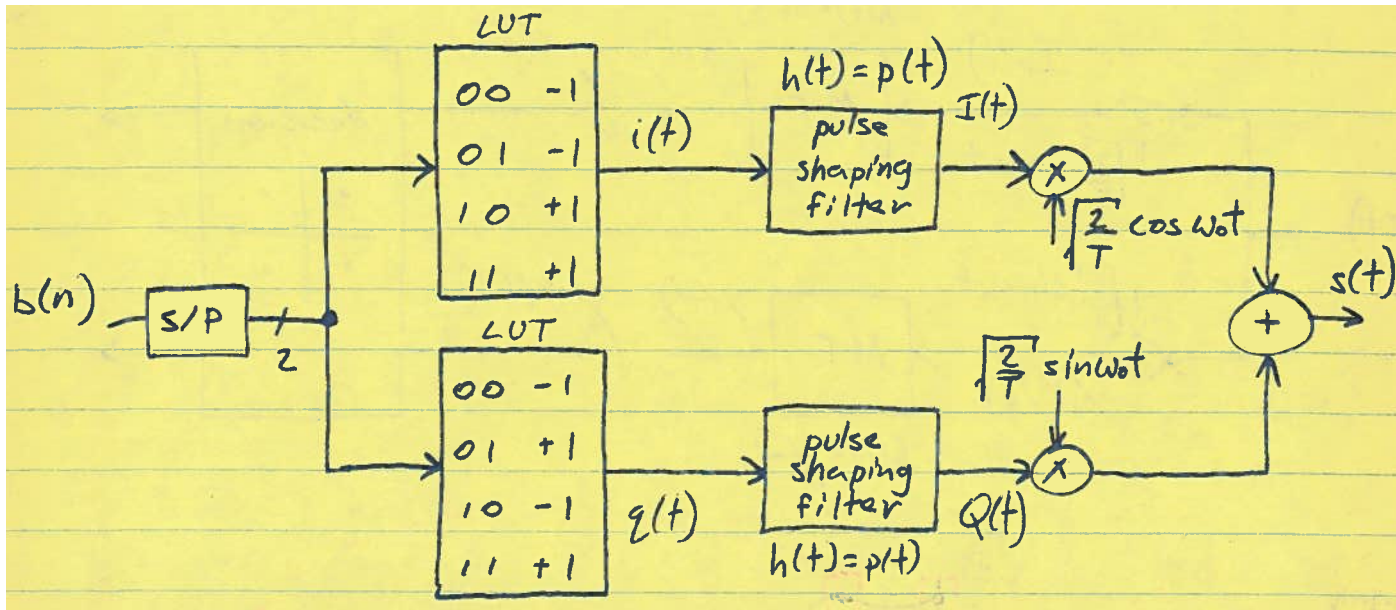 LUT
00 -1
01 -1
10 +1
11 +1
i(t)
h(t) = p(t)
pulse
shaping
filter
I(t)
x
√2/T cos ω₀t
b(n)
S/P
2
LUT
00 -1
01 +1
10 -1
11 +1
q(t)
pulse
shaping
filter
h(t) = p(t)
Q(t)
√2/T sin ω₀t
x
+
s(t)